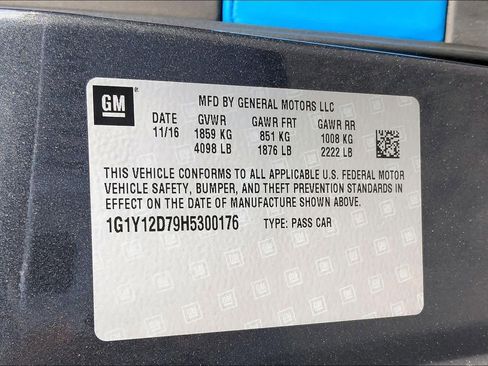 GM
MFD BY GENERAL MOTORS LLC
DATE GVWR GAWR FRT GAWR RR
11/16 1859 KG 851 KG 1008 KG
4098 LB 1876 LB 2222 LB
THIS VEHICLE CONFORMS TO ALL APPLICABLE U.S. FEDERAL MOTOR
VEHICLE SAFETY, BUMPER, AND THEFT PREVENTION STANDARDS IN
EFFECT ON THE DATE OF MANUFACTURE SHOWN ABOVE.
1G1Y12D79H5300176 TYPE: PASS CAR